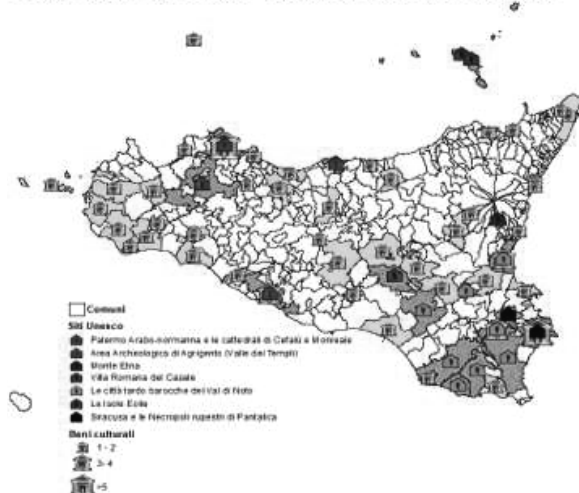 Comuni
Siti Unesco
Palermo Arabo-normanna e le cattedrali di Cefalù e Monreale
Area Archeologica di Agrigento (Valle dei Templi)
Monte Etna
Villa Romana del Casale
Le città tardo barocche del Val di Noto
Le Isole Eolie
Siracusa e le Necropoli rupestri di Pantalica
Beni culturali
1 - 2
3- 4
>5